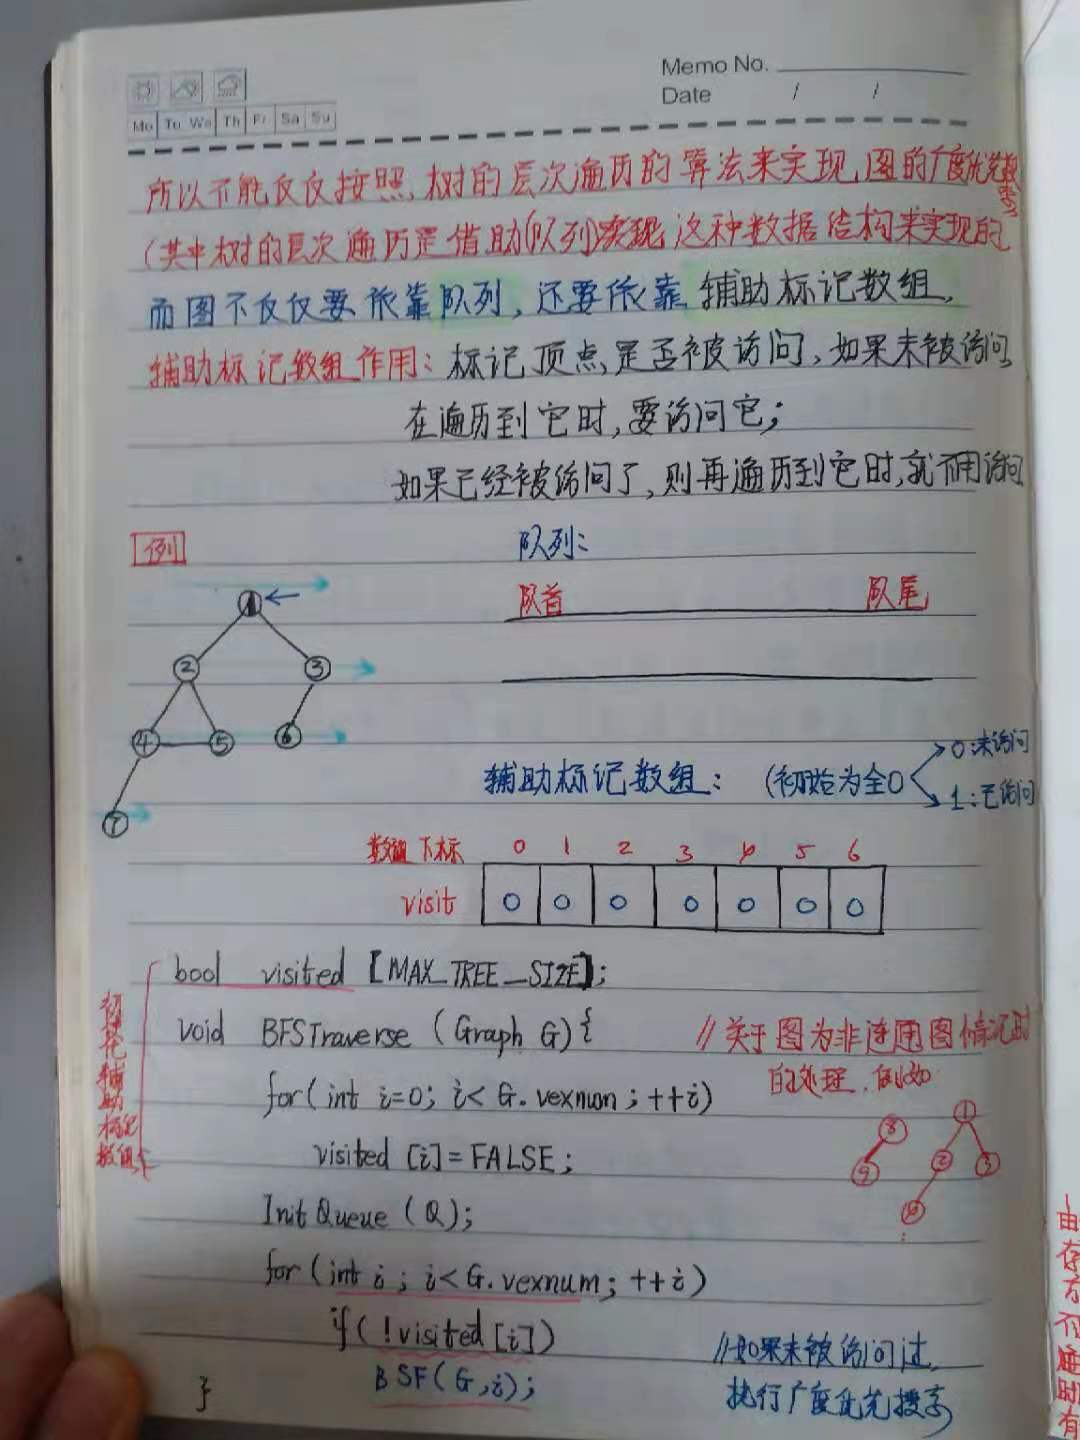 Memo No.
Date / /
Mo Tu We Th Fr Sa Su
所以不能仅仅按照,树的层次遍历的算法来实现,图的广度优先搜索
(其中树的层次遍历是借助(队列)实现 这种数据结构来实现的
而图不仅仅要依靠队列,还要依靠 辅助标记数组,
辅助标记数组作用: 标记顶点,是否被访问,如果未被访问,
在遍历到它时,要访问它;
如果已经被访问了,则再遍历到它时,就不用访问
例
队列:
队首 队尾
1
2 3
4 5 6
7
辅助标记数组: (初始为全0
0:未访问
1:已访问
数组下标 0 1 2 3 4 5 6
visit 0 0 0 0 0 0 0
初始化辅助标记数组
bool visited [MAX_TREE_SIZE];
void BFSTraverse (Graph G){
//关于图为非连通图情况时
的处理,例如
for(int i=0; i<G.vexnum; ++i)
visited [i]=FALSE;
8 9
1 2 3 10
InitQueue (Q);
for (int i; i<G.vexnum; ++i)
if(!visited[i])
BSF(G,i);
//如果未被访问过,
执行广度优先搜索
}
由
存
方
不
时
有